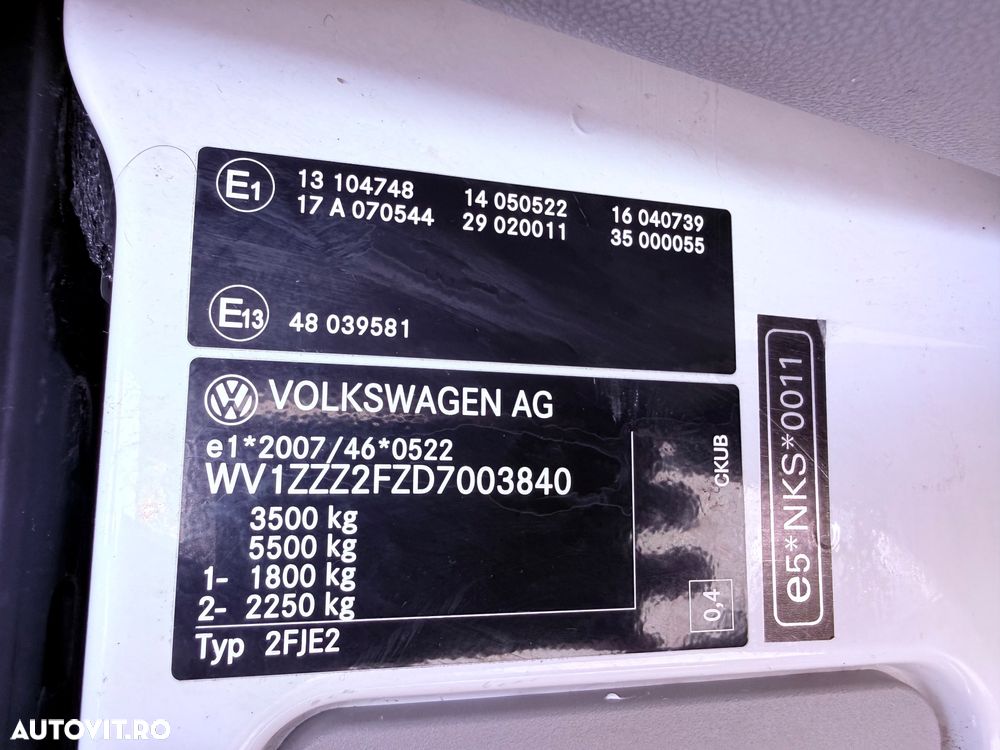 E1 13 104748 14 050522 16 040739
17 A 070544 29 020011 35 000055
E13 48 039581
VOLKSWAGEN AG
e1*2007/46*0522
WV1ZZZ2FZD7003840
3500 kg
5500 kg
1- 1800 kg
2- 2250 kg
Typ 2FJE2
CKUB
0,4
e5*NKS*0011
AUTOVIT.RO